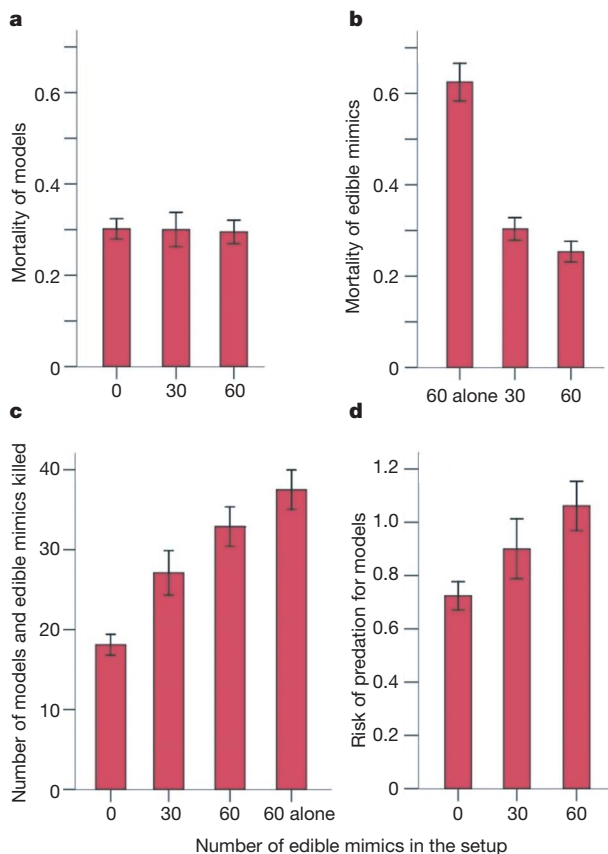 a
Mortality of models
0.6
0.4
0.2
0
0 30 60
b
Mortality of edible mimics
0.6
0.4
0.2
0
60 alone 30 60
c
Number of models and edible mimics killed
40
30
20
10
0
0 30 60 60 alone
d
Risk of predation for models
1.2
1.0
0.8
0.6
0.4
0.2
0
0 30 60
Number of edible mimics in the setup